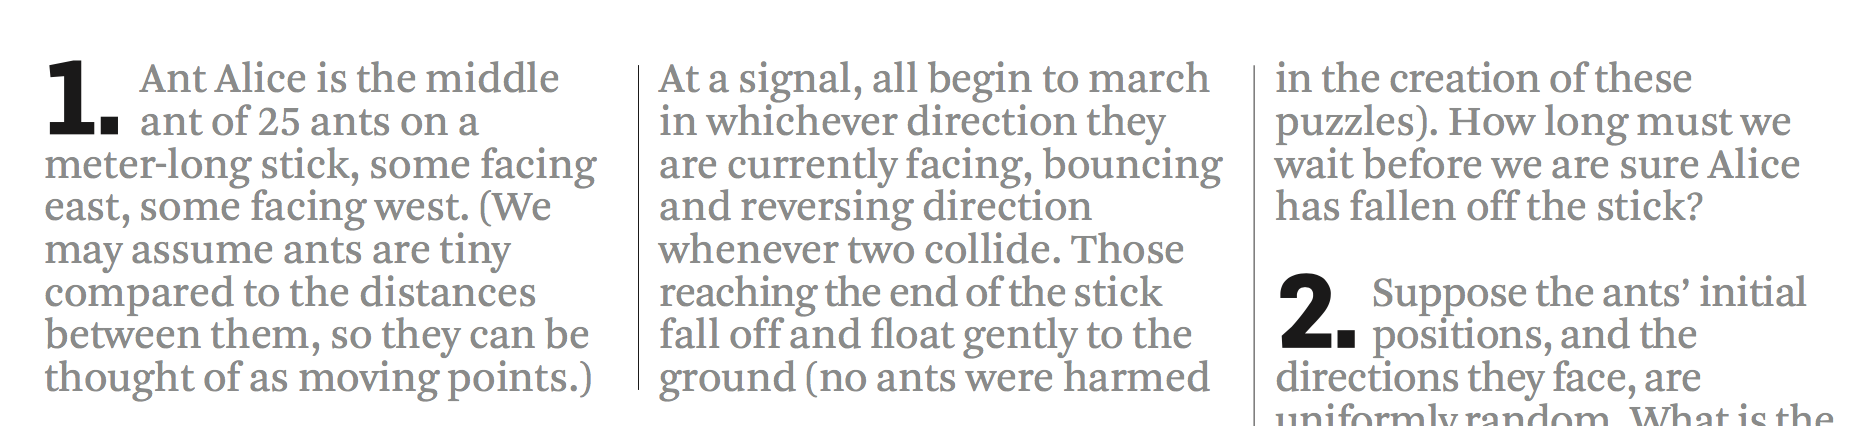 1. Ant Alice is the middle
ant of 25 ants on a
meter-long stick, some facing
east, some facing west. (We
may assume ants are tiny
compared to the distances
between them, so they can be
thought of as moving points.)
At a signal, all begin to march
in whichever direction they
are currently facing, bouncing
and reversing direction
whenever two collide. Those
reaching the end of the stick
fall off and float gently to the
ground (no ants were harmed
in the creation of these
puzzles). How long must we
wait before we are sure Alice
has fallen off the stick?
2. Suppose the ants’ initial
positions, and the
directions they face, are
uniformly random. What is the